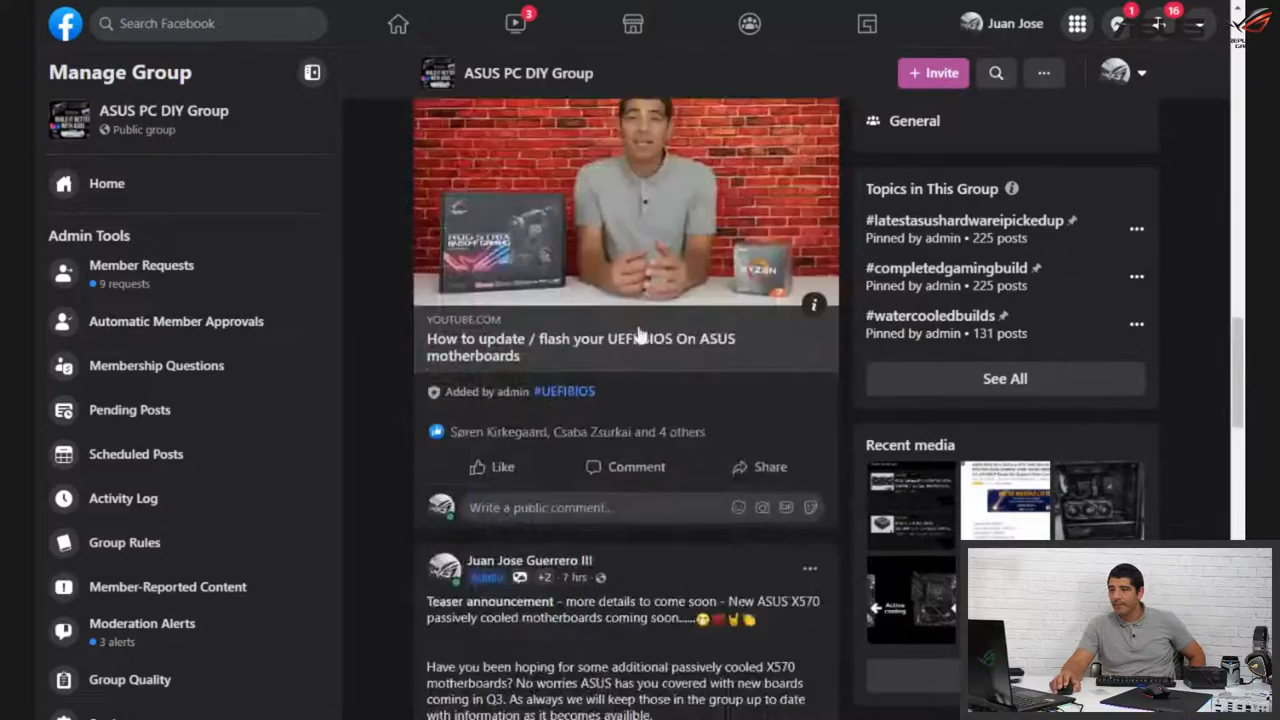 Search Facebook
3
Juan Jose
1
16
Manage Group
ASUS PC DIY Group
Invite
ASUS PC DIY Group
Public group
General
Home
Topics in This Group
#latestasushardwareipickedup
Pinned by admin • 225 posts
Admin Tools
Member Requests
9 requests
#completedgamingbuild
Pinned by admin • 225 posts
RYZEN
Automatic Member Approvals
YOUTUBE.COM
How to update / flash your UEFI BIOS On ASUS
motherboards
#watercooledbuilds
Pinned by admin • 131 posts
Membership Questions
See All
Added by admin #UEFIBIOS
Pending Posts
Søren Kirkegaard, Csaba Zsurkai and 4 others
Recent media
Scheduled Posts
Like
Comment
Share
Activity Log
Write a public comment...
GIF
Group Rules
Juan Jose Guerrero III
Admin
+2 · 7 hrs
Member-Reported Content
Teaser announcement - more details to come soon - New ASUS X570
passively cooled motherboards coming soon......
Active
cooling
Moderation Alerts
3 alerts
Have you been hoping for some additional passively cooled X570
motherboards? No worries ASUS has you covered with new boards
coming in Q3. As always we will keep those in the group up to date
with information as it becomes availible.
Group Quality